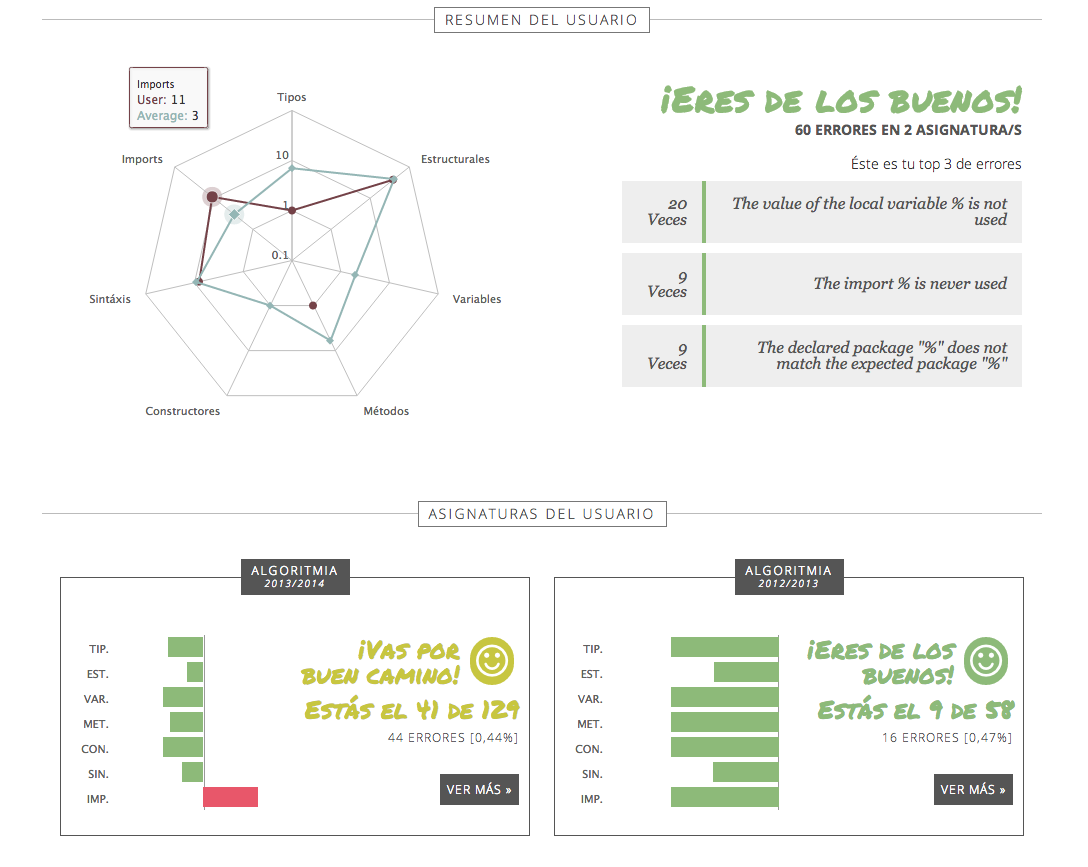 RESUMEN DEL USUARIO
Imports
User: 11
Average: 3
Tipos
Imports
10
Estructurales
1
0.1
Sintáxis
Variables
Constructores
Métodos
¡Eres de los buenos!
60 ERRORES EN 2 ASIGNATURA/S
Éste es tu top 3 de errores
20
Veces
The value of the local variable % is not
used
9
Veces
The import % is never used
9
Veces
The declared package "%" does not
match the expected package "%"
ASIGNATURAS DEL USUARIO
ALGORITMIA
2013/2014
TIP.
EST.
VAR.
MET.
CON.
SIN.
IMP.
¡Vas por
buen camino!
Estás el 41 de 129
44 ERRORES [0,44%]
VER MÁS »
ALGORITMIA
2012/2013
TIP.
EST.
VAR.
MET.
CON.
SIN.
IMP.
¡Eres de los
buenos!
Estás el 9 de 58
16 ERRORES [0,47%]
VER MÁS »